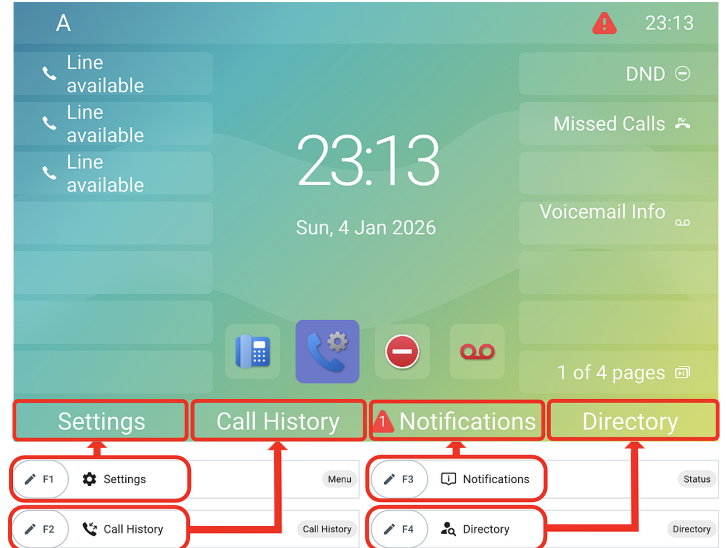 A
23:13
Line
available
Line
available
Line
available
DND
Missed Calls
Voicemail Info
23:13
Sun, 4 Jan 2026
1 of 4 pages
Settings
Call History
1 Notifications
Directory
F1 Settings Menu
F3 Notifications Status
F2 Call History Call History
F4 Directory Directory